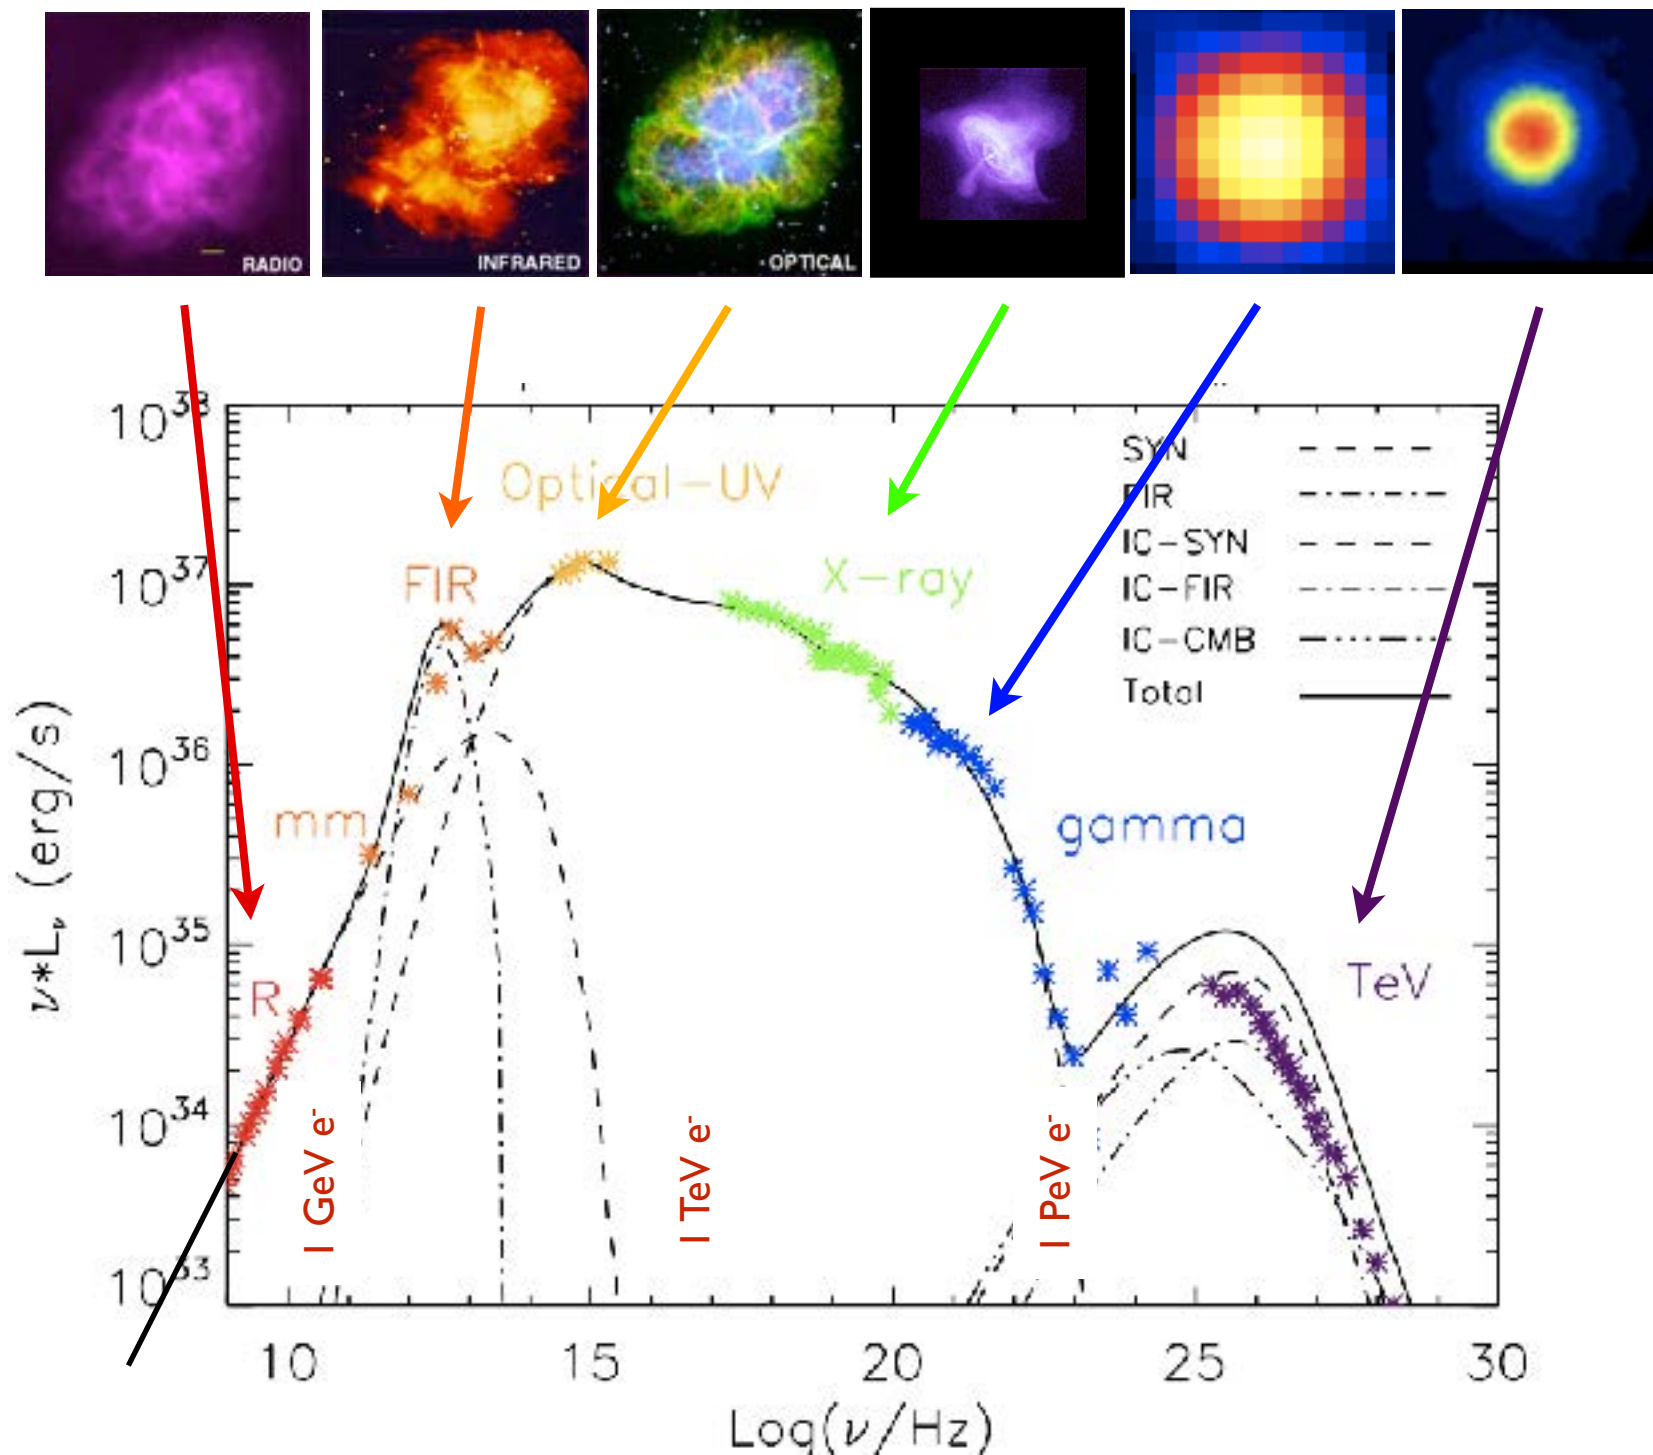 RADIO
INFRARED
OPTICAL
10^38
10^37
10^36
10^35
10^34
10^33
ν*Lν (erg/s)
Optical-UV
FIR
X-ray
mm
gamma
R
TeV
SYN
FIR
IC-SYN
IC-FIR
IC-CMB
Total
1 GeV e-
1 TeV e-
1 PeV e-
10 15 20 25 30
Log(ν/Hz)